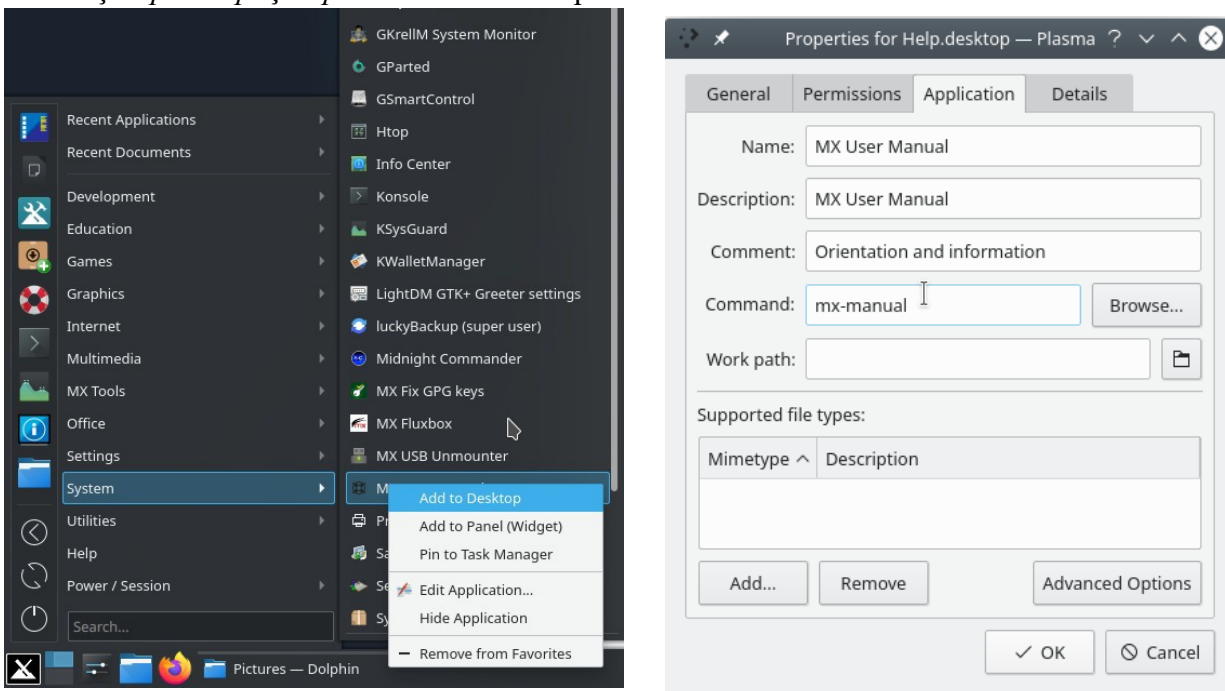 GKrellM System Monitor
GParted
GSmartControl
Htop
Info Center
Konsole
KSysGuard
KWalletManager
LightDM GTK+ Greeter settings
luckyBackup (super user)
Midnight Commander
MX Fix GPG keys
MX Fluxbox
MX USB Unmounter
Recent Applications
Recent Documents
Development
Education
Games
Graphics
Internet
Multimedia
MX Tools
Office
Settings
System
Utilities
Help
Power / Session
Search...
Add to Desktop
Add to Panel (Widget)
Pin to Task Manager
Edit Application...
Hide Application
Remove from Favorites
Pictures — Dolphin
Properties for Help.desktop — Plasma
General Permissions Application Details
Name: MX User Manual
Description: MX User Manual
Comment: Orientation and information
Command: mx-manual Browse...
Work path:
Supported file types:
Mimetype Description
Add... Remove Advanced Options
OK Cancel